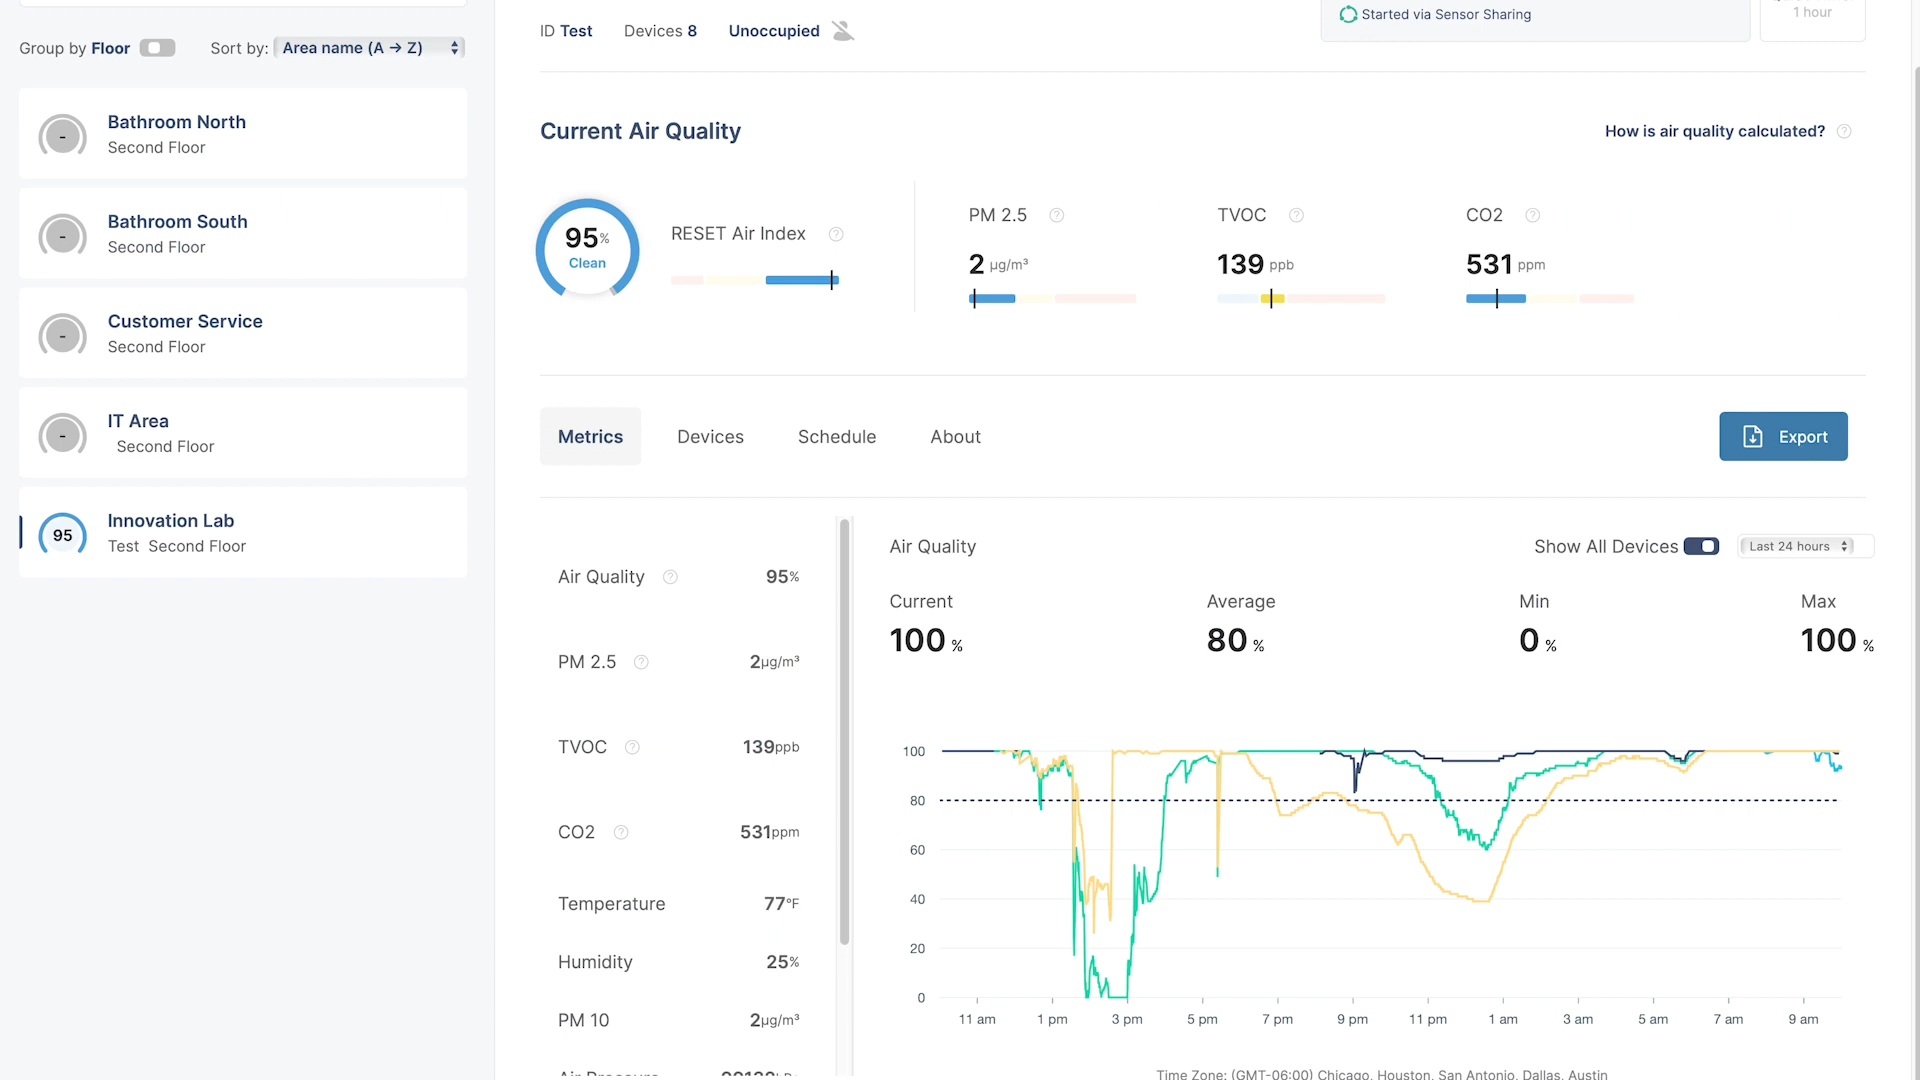 Group by Floor
Sort by: Area name (A → Z)
Bathroom North
Second Floor
Bathroom South
Second Floor
Customer Service
Second Floor
IT Area
Second Floor
95
Innovation Lab
Test Second Floor
ID Test
Devices 8
Unoccupied
Started via Sensor Sharing
1 hour
Current Air Quality
How is air quality calculated? ?
95%
Clean
RESET Air Index ?
PM 2.5 ?
2 µg/m³
TVOC ?
139 ppb
CO2 ?
531 ppm
Metrics
Devices
Schedule
About
Export
Air Quality ? 95%
PM 2.5 ? 2µg/m³
TVOC ? 139ppb
CO2 ? 531ppm
Temperature 77°F
Humidity 25%
PM 10 2µg/m³
Air Quality
Show All Devices
Last 24 hours
Current
100 %
Average
80 %
Min
0 %
Max
100 %
100
80
60
40
20
0
11 am 1 pm 3 pm 5 pm 7 pm 9 pm 11 pm 1 am 3 am 5 am 7 am 9 am
Time Zone: (GMT-06:00) Chicago, Houston, San Antonio, Dallas, Austin